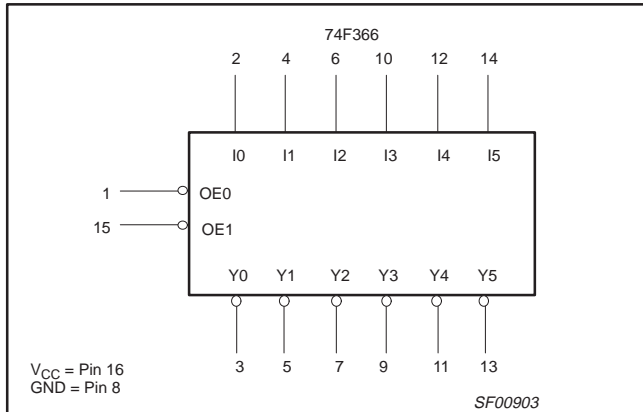 74F366
2 4 6 10 12 14
I0 I1 I2 I3 I4 I5
1 OE0
15 OE1
Y0 Y1 Y2 Y3 Y4 Y5
3 5 7 9 11 13
VCC = Pin 16
GND = Pin 8
SF00903